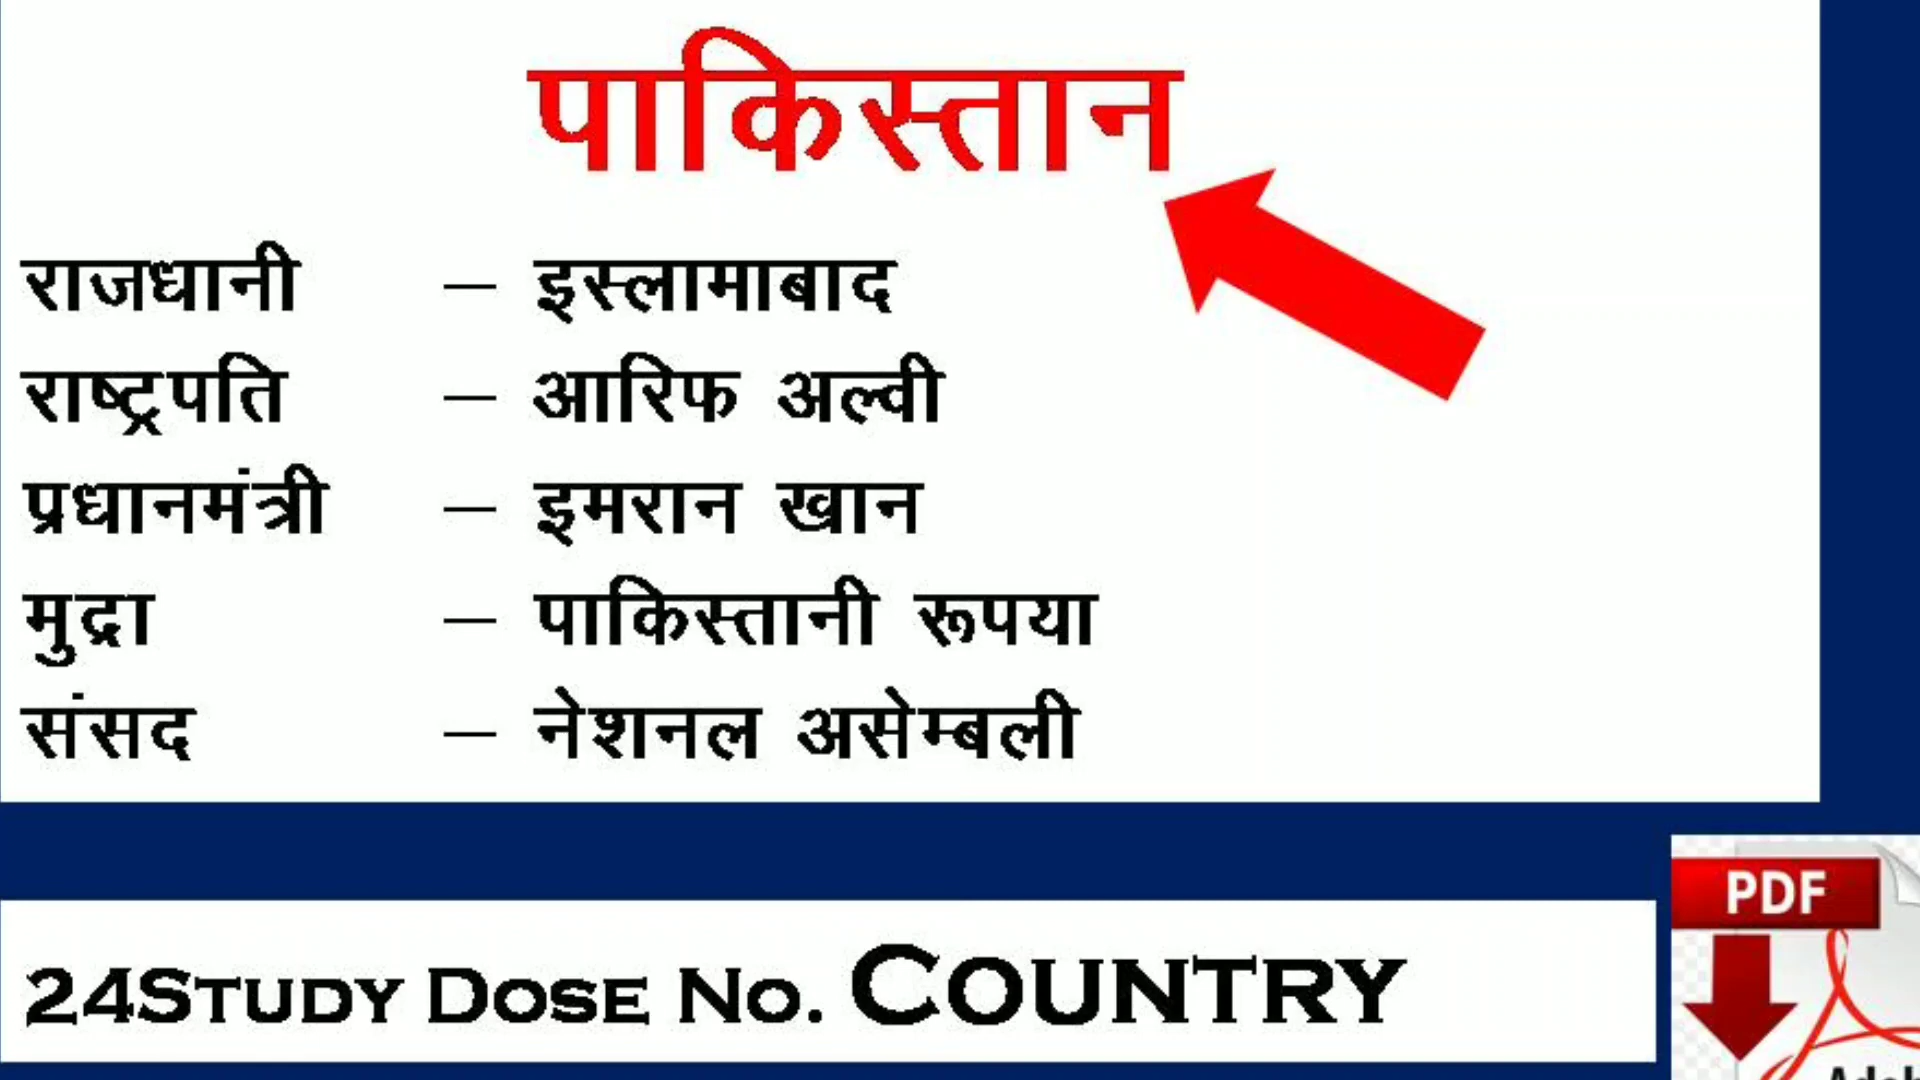 पाकिस्तान
राजधानी – इस्लामाबाद
राष्ट्रपति – आरिफ अल्वी
प्रधानमंत्री – इमरान खान
मुद्रा – पाकिस्तानी रूपया
संसद – नेशनल असेम्बली
PDF
24Study Dose No. Country